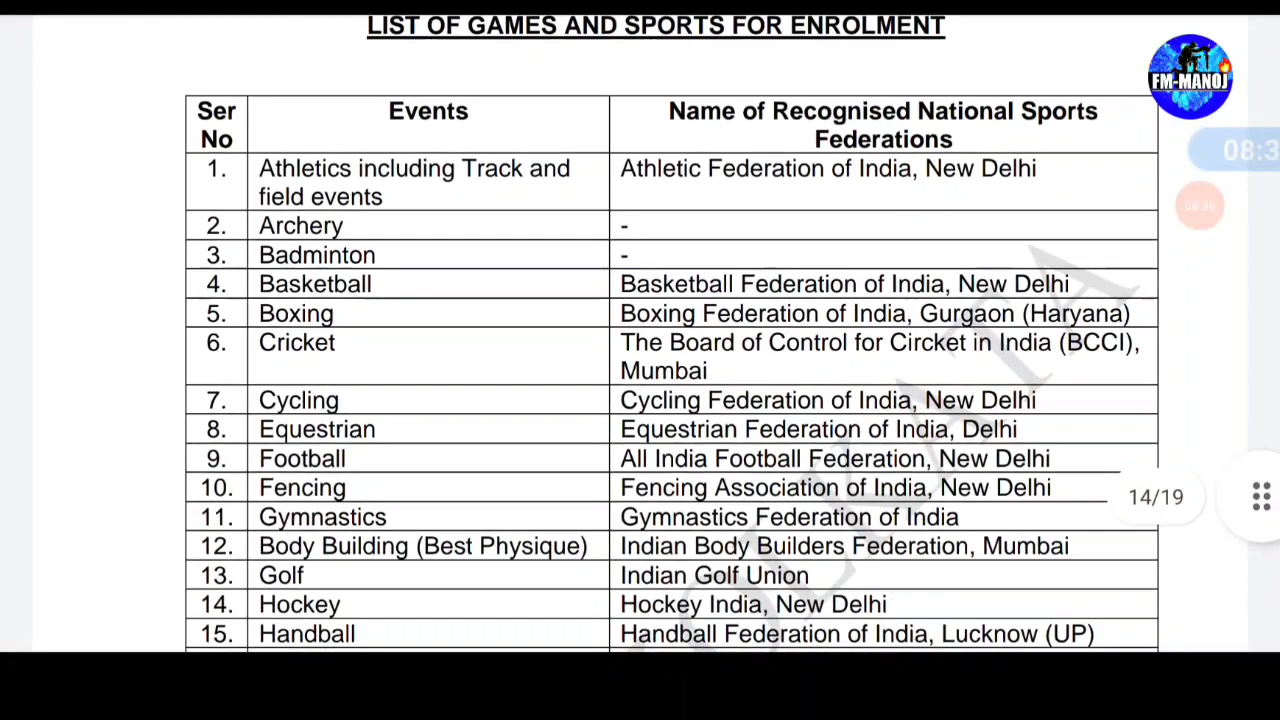 LIST OF GAMES AND SPORTS FOR ENROLMENT
FM-MANOJ
Ser No Events Name of Recognised National Sports Federations
08:3
08:36
1. Athletics including Track and field events Athletic Federation of India, New Delhi
2. Archery -
3. Badminton -
4. Basketball Basketball Federation of India, New Delhi
5. Boxing Boxing Federation of India, Gurgaon (Haryana)
6. Cricket The Board of Control for Circket in India (BCCI), Mumbai
7. Cycling Cycling Federation of India, New Delhi
8. Equestrian Equestrian Federation of India, Delhi
9. Football All India Football Federation, New Delhi
10. Fencing Fencing Association of India, New Delhi
14/19
11. Gymnastics Gymnastics Federation of India
12. Body Building (Best Physique) Indian Body Builders Federation, Mumbai
13. Golf Indian Golf Union
14. Hockey Hockey India, New Delhi
15. Handball Handball Federation of India, Lucknow (UP)
OLKATA